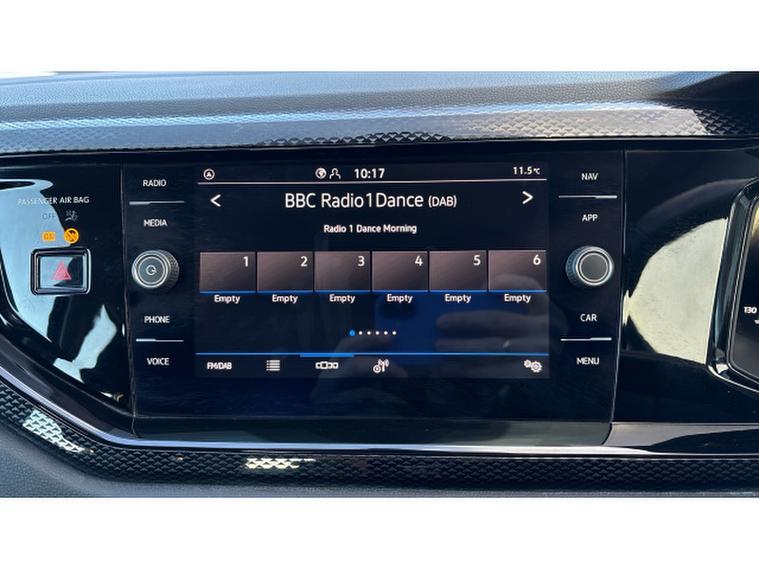 RADIO
MEDIA
PHONE
VOICE
PASSENGER AIR BAG
OFF
10:17
11.5°C
< BBC Radio 1 Dance (DAB) >
Radio 1 Dance Morning
1 2 3 4 5 6
Empty Empty Empty Empty Empty Empty
FM/DAB
NAV
APP
CAR
MENU
130